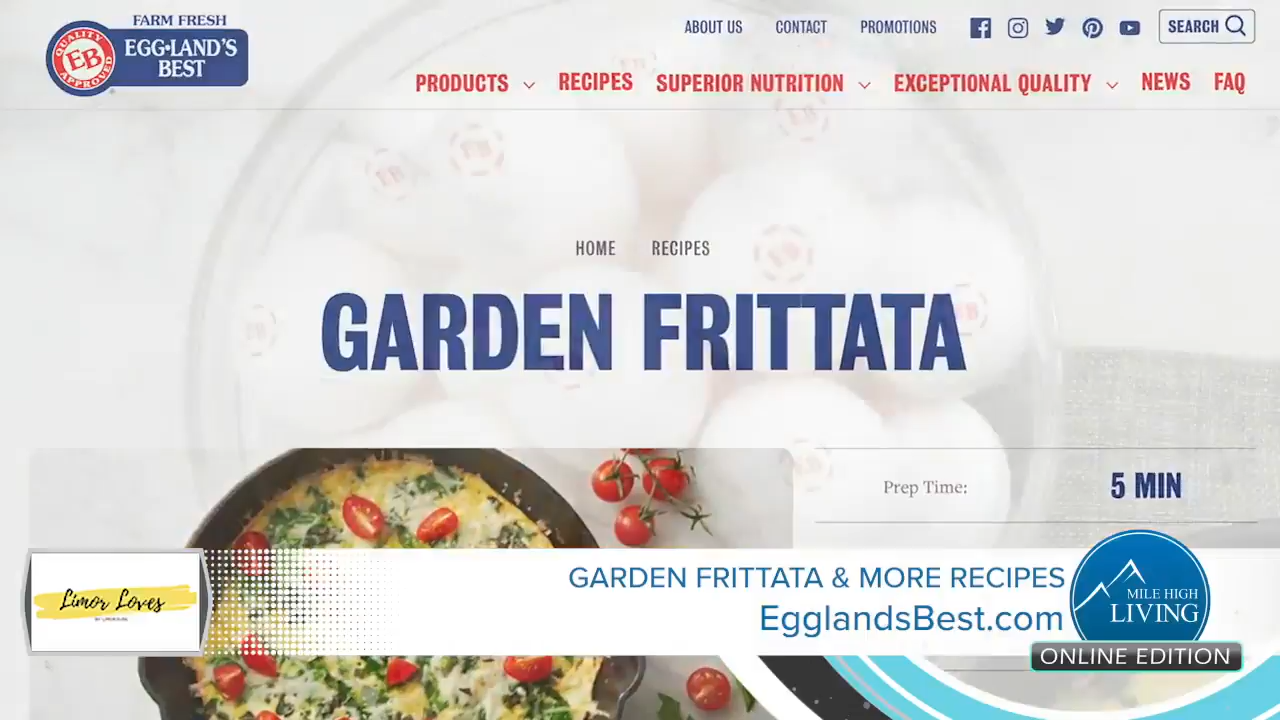 FARM FRESH
EGG•LAND'S
BEST
QUALITY
EB
APPROVED
ABOUT US
CONTACT
PROMOTIONS
SEARCH
PRODUCTS
RECIPES
SUPERIOR NUTRITION
EXCEPTIONAL QUALITY
NEWS
FAQ
HOME
RECIPES
GARDEN FRITTATA
Prep Time:
5 MIN
Limor Loves
GARDEN FRITTATA & MORE RECIPES
EgglandsBest.com
MILE HIGH
LIVING
ONLINE EDITION